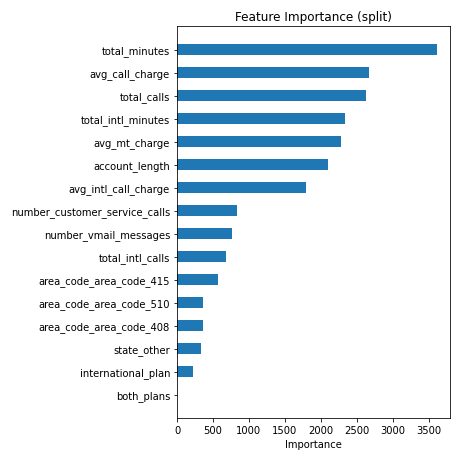 Feature Importance (split)
total_minutes
avg_call_charge
total_calls
total_intl_minutes
avg_mt_charge
account_length
avg_intl_call_charge
number_customer_service_calls
number_vmail_messages
total_intl_calls
area_code_area_code_415
area_code_area_code_510
area_code_area_code_408
state_other
international_plan
both_plans
0 500 1000 1500 2000 2500 3000 3500
Importance